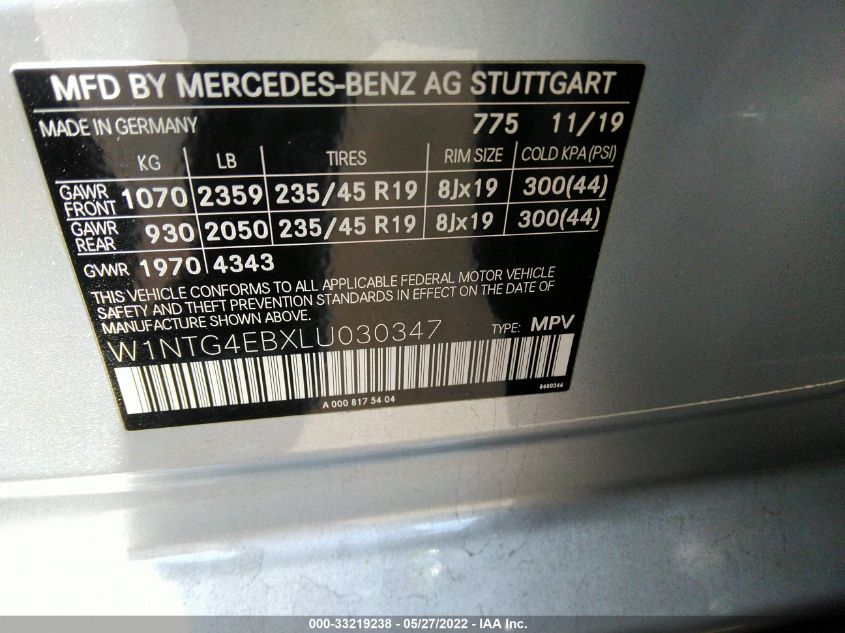 MFD BY MERCEDES-BENZ AG STUTTGART
MADE IN GERMANY 775 11/19
KG LB TIRES RIM SIZE COLD KPA(PSI)
GAWR FRONT 1070 2359 235/45 R19 8Jx19 300(44)
GAWR REAR 930 2050 235/45 R19 8Jx19 300(44)
GVWR 1970 4343
THIS VEHICLE CONFORMS TO ALL APPLICABLE FEDERAL MOTOR VEHICLE
SAFETY AND THEFT PREVENTION STANDARDS IN EFFECT ON THE DATE OF
MANUFACTURE SHOWN ABOVE.
W1NTG4EBXLU030347 TYPE: MPV
A 000 817 54 04 8480344
000-33219238 - 05/27/2022 - IAA Inc.